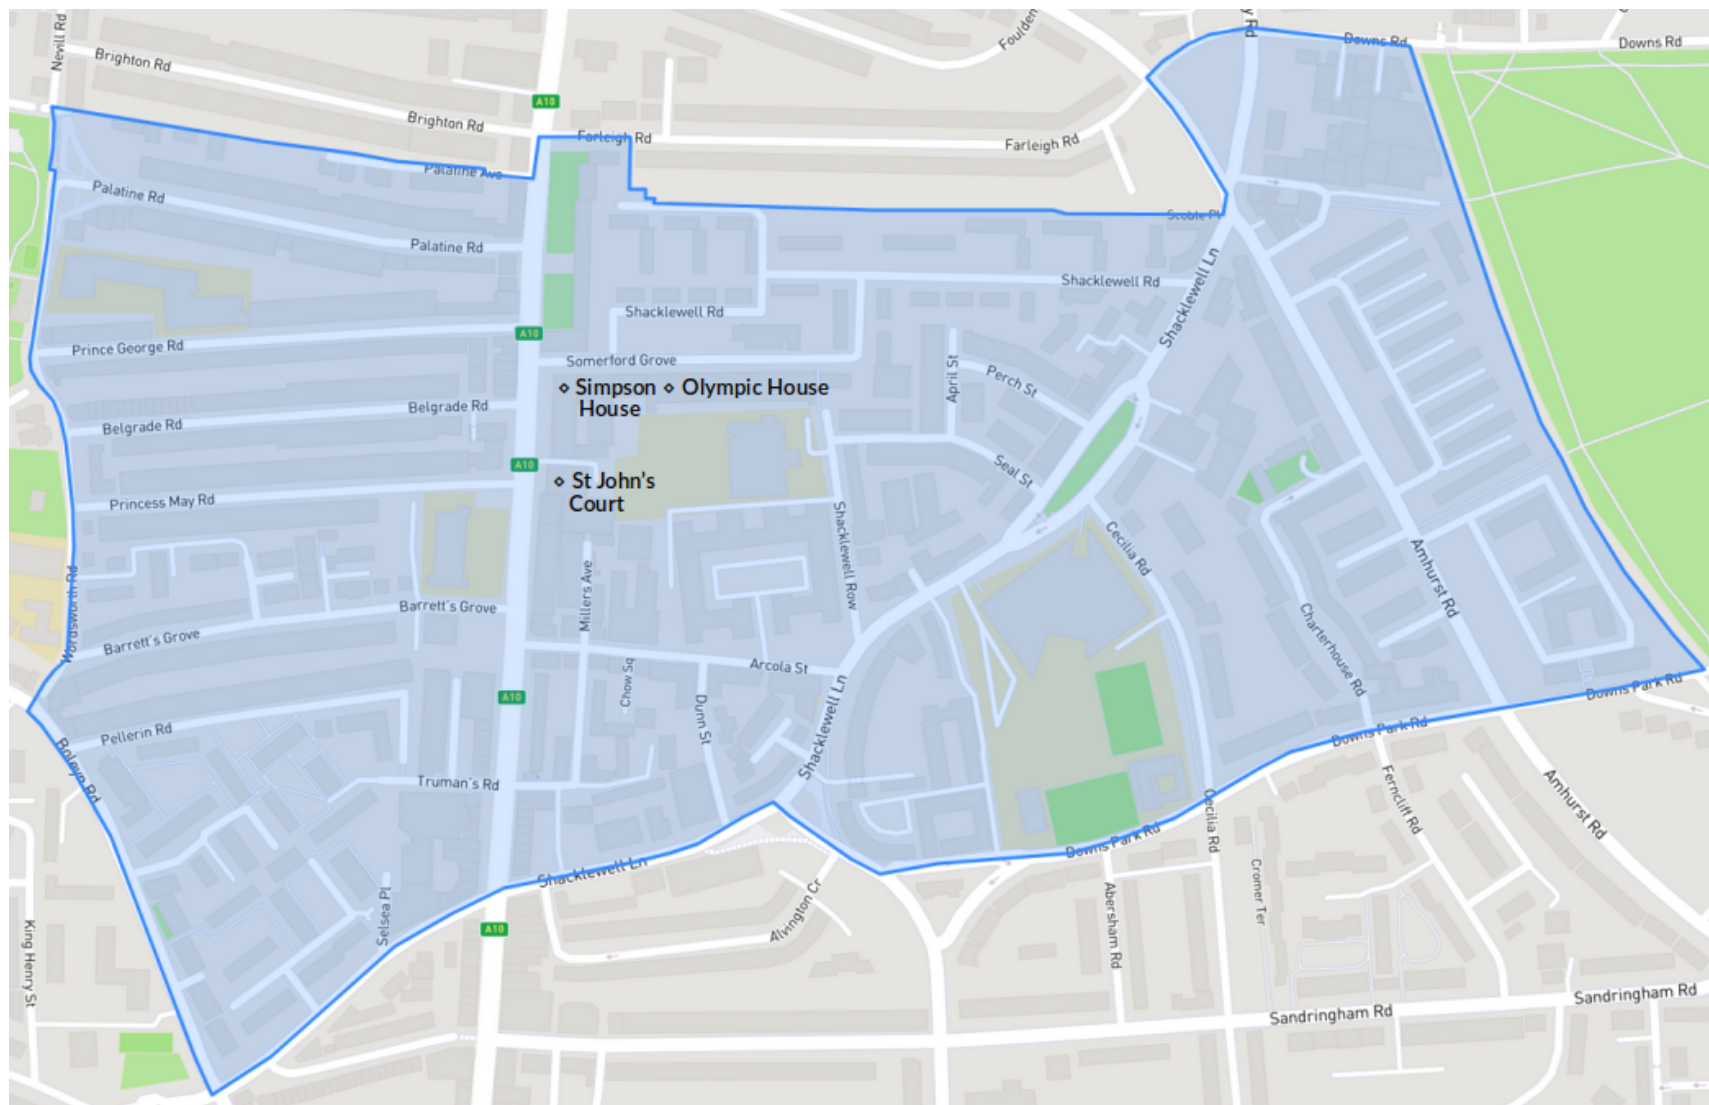 Nevill Rd
Brighton Rd
Brighton Rd
A10
Foulden
y Rd
Downs Rd
Downs Rd
Farleigh Rd
Farleigh Rd
Palatine Ave
Palatine Rd
Palatine Rd
Scoble Pl
Shacklewell Ln
Shacklewell Rd
Shacklewell Rd
A10
Prince George Rd
Somerford Grove
Simpson
House
Olympic House
April St
Perch St
Belgrade Rd
Belgrade Rd
A10
St John's
Court
Seal St
Princess May Rd
Shacklewell Row
Cecilia Rd
Amhurst Rd
Wordsworth Rd
Barrett's Grove
Barrett's Grove
Millers Ave
Charterhouse Rd
Arcola St
Chow Sq
Dunn St
Shacklewell Ln
A10
Downs Park Rd
Downs Park Rd
Pellerin Rd
Boleyn Rd
Truman's Rd
Ferncliff Rd
Amhurst Rd
Cecilia Rd
Downs Park Rd
Shacklewell Ln
Selsea Pl
Alvington Cr
Abersham Rd
Cromer Ter
A10
King Henry St
Sandringham Rd
Sandringham Rd